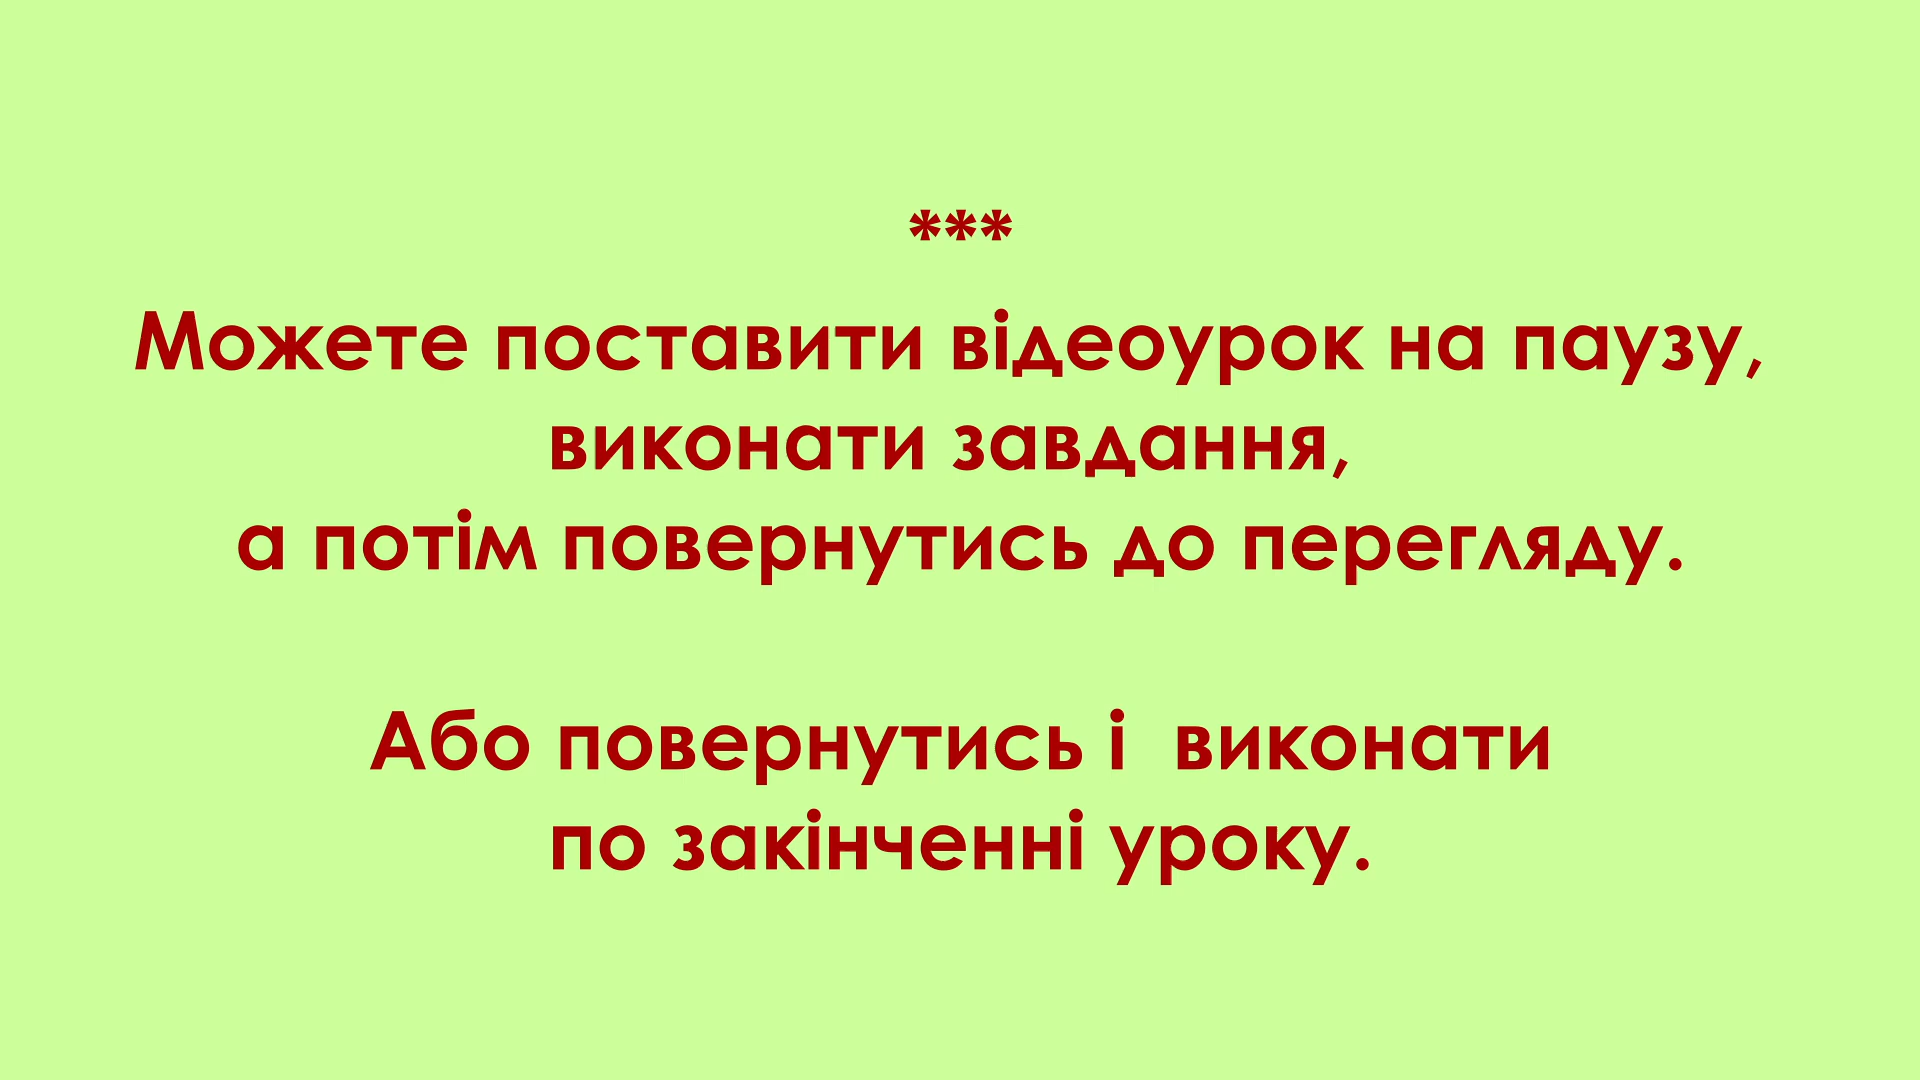 ***
Можете поставити відеоурок на паузу,
виконати завдання,
а потім повернутись до перегляду.
Або повернутись і  виконати
по закінченні уроку.